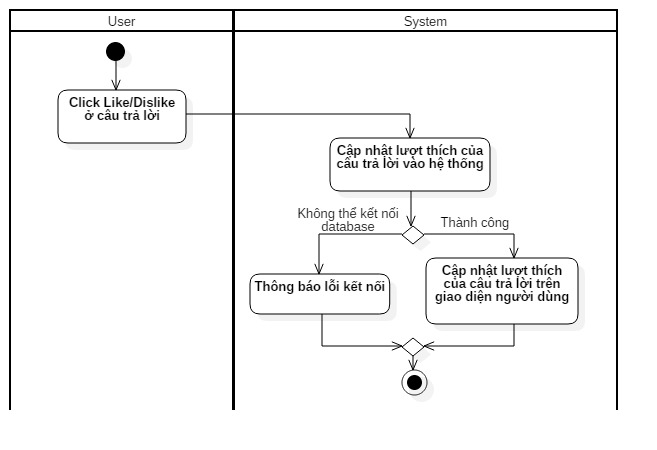 User
System
Click Like/Dislike
ở câu trả lời
Cập nhật lượt thích của
câu trả lời vào hệ thống
Không thể kết nối
database
Thành công
Thông báo lỗi kết nối
Cập nhật lượt thích
của câu trả lời trên
giao diện người dùng